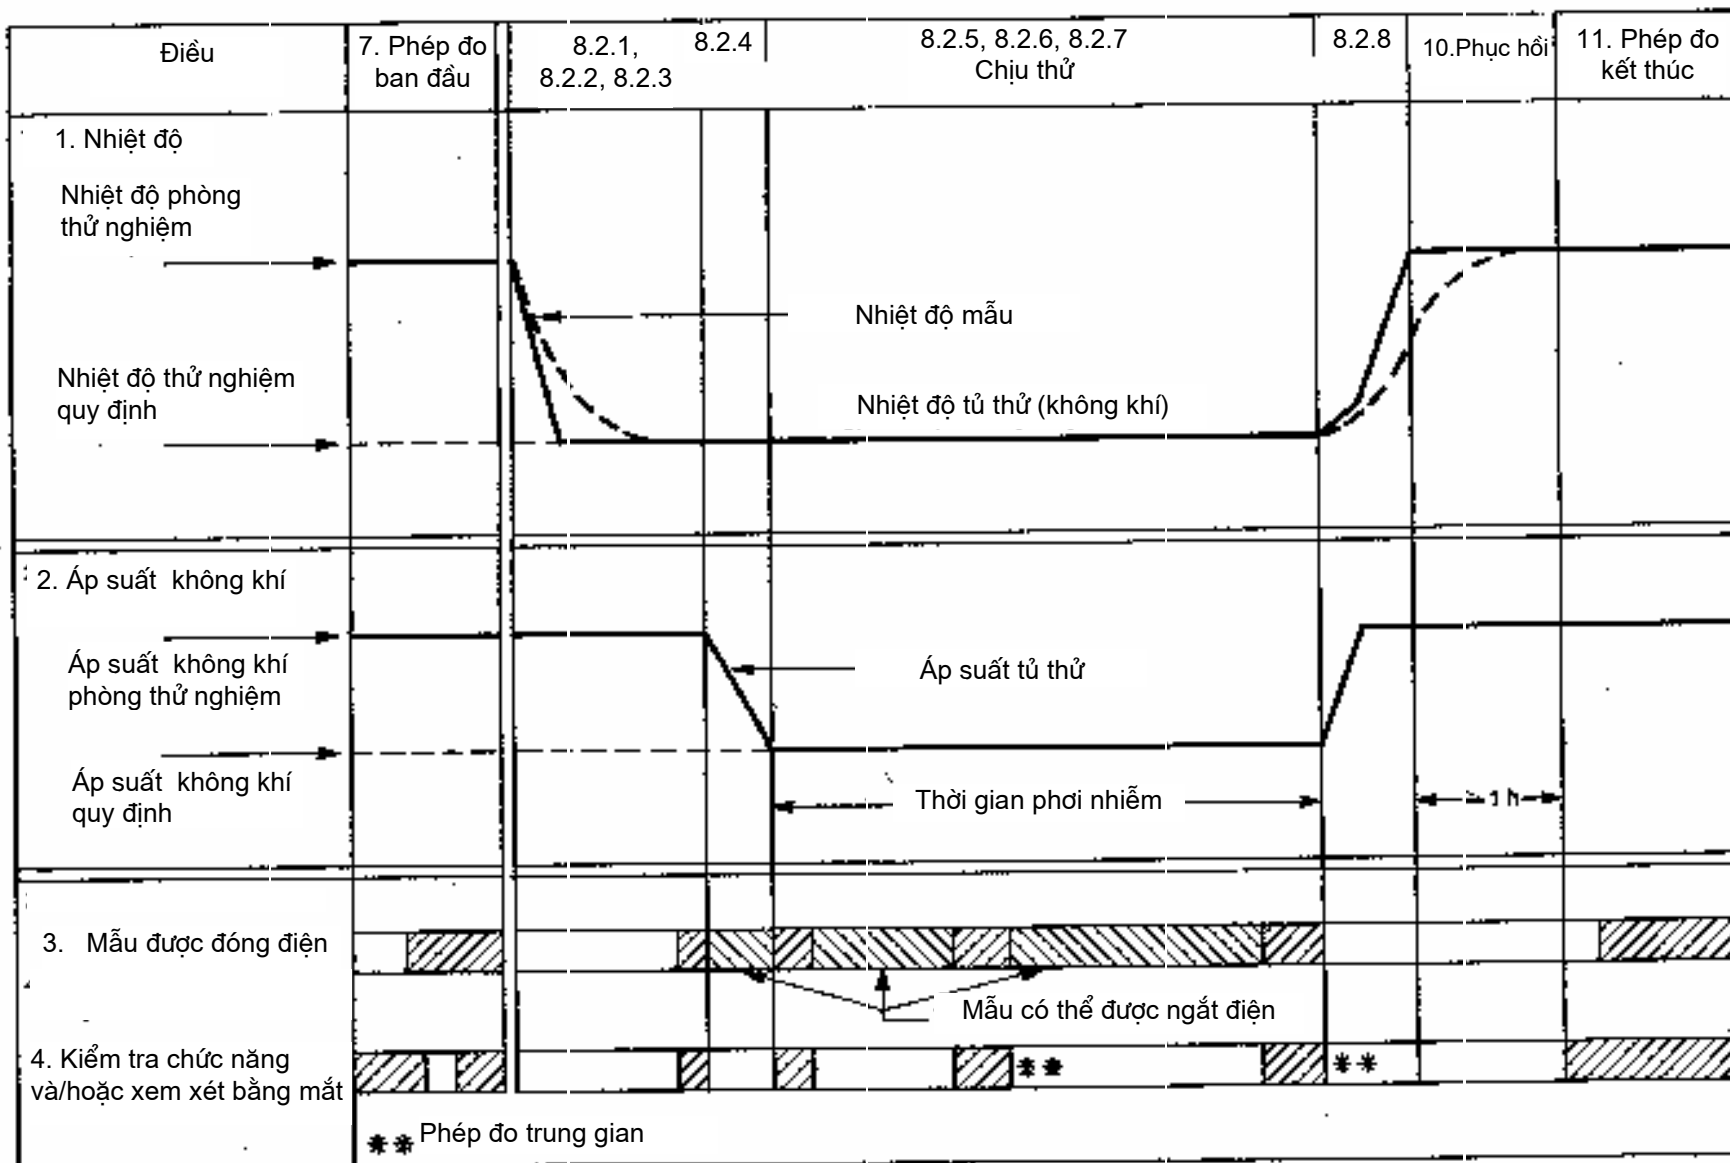 Điều
7. Phép đo
ban đầu
8.2.1,
8.2.2, 8.2.3
8.2.4
8.2.5, 8.2.6, 8.2.7
Chịu thử
8.2.8
10.Phục hồi
11. Phép đo
kết thúc
1. Nhiệt độ
Nhiệt độ phòng
thử nghiệm
Nhiệt độ mẫu
Nhiệt độ thử nghiệm
quy định
Nhiệt độ tủ thử (không khí)
2. Áp suất không khí
Áp suất không khí
phòng thử nghiệm
Áp suất tủ thử
Áp suất không khí
quy định
Thời gian phơi nhiễm
1 h
3. Mẫu được đóng điện
Mẫu có thể được ngắt điện
4. Kiểm tra chức năng
và/hoặc xem xét bằng mắt
** 
**
** Phép đo trung gian